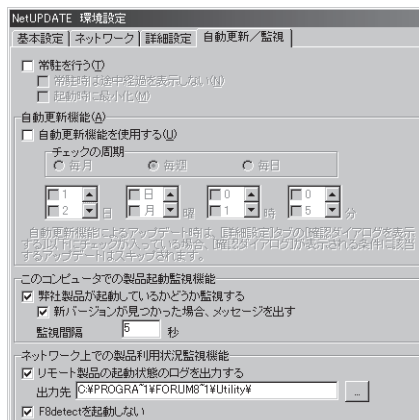 NetUPDATE 環境設定
基本設定 ネットワーク 詳細設定 自動更新／監視
常駐を行う(T)
常駐時は途中経過を表示しない(N)
起動時に最小化(M)
自動更新機能(A)
自動更新機能を使用する(U)
チェックの周期
毎月 毎週 毎日
1 日 0 0
2 日 月 曜 1 時 5 分
自動更新機能によるアップデート時は、[詳細設定]タブの[確認ダイアログを表示
する]以下にチェックが入っている場合、[確認ダイアログ]が表示される条件に該当
するアップデートはスキップされます。
このコンピュータでの製品起動監視機能
弊社製品が起動しているかどうか監視する
新バージョンが見つかった場合、メッセージを出す
監視間隔 5 秒
ネットワーク上での製品利用状況監視機能
リモート製品の起動状態のログを出力する
出力先 C:¥PROGRA~1¥FORUM8~1¥Utility¥ ...
F8detectを起動しない